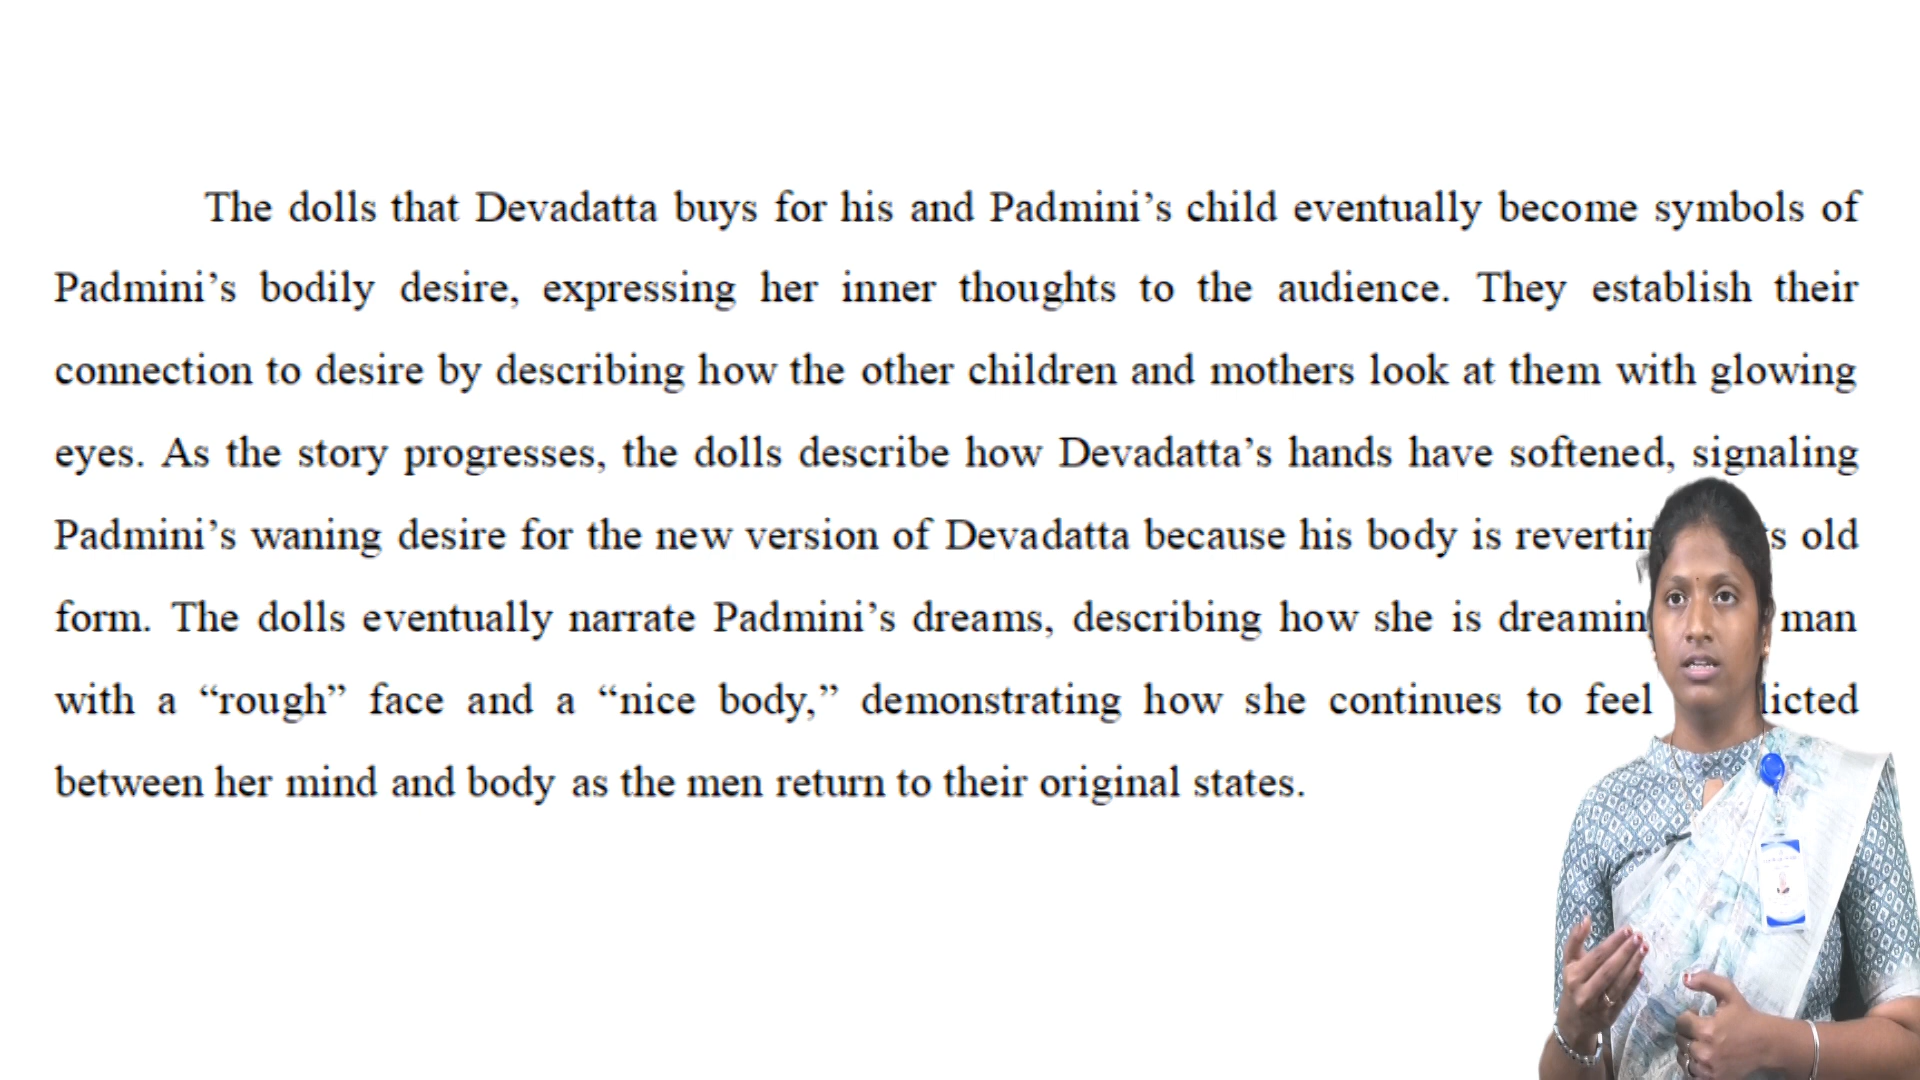 The dolls that Devadatta buys for his and Padmini’s child eventually become symbols of
Padmini’s bodily desire, expressing her inner thoughts to the audience. They establish their
connection to desire by describing how the other children and mothers look at them with glowing
eyes. As the story progresses, the dolls describe how Devadatta’s hands have softened, signaling
Padmini’s waning desire for the new version of Devadatta because his body is old
form. The dolls eventually narrate Padmini’s dreams, describing how she is man
with a “rough” face and a “nice body,” demonstrating how she continues to feel
between her mind and body as the men return to their original states.